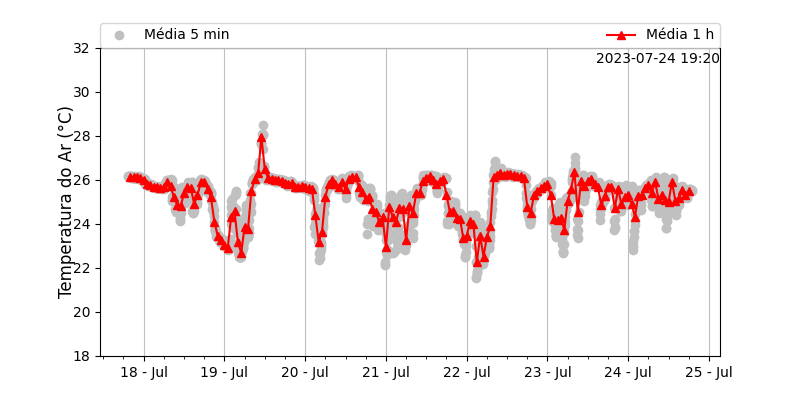 Média 5 min
Média 1 h
2023-07-24 19:20
Temperatura do Ar (°C)
32
30
28
26
24
22
20
18
18 - Jul
19 - Jul
20 - Jul
21 - Jul
22 - Jul
23 - Jul
24 - Jul
25 - Jul